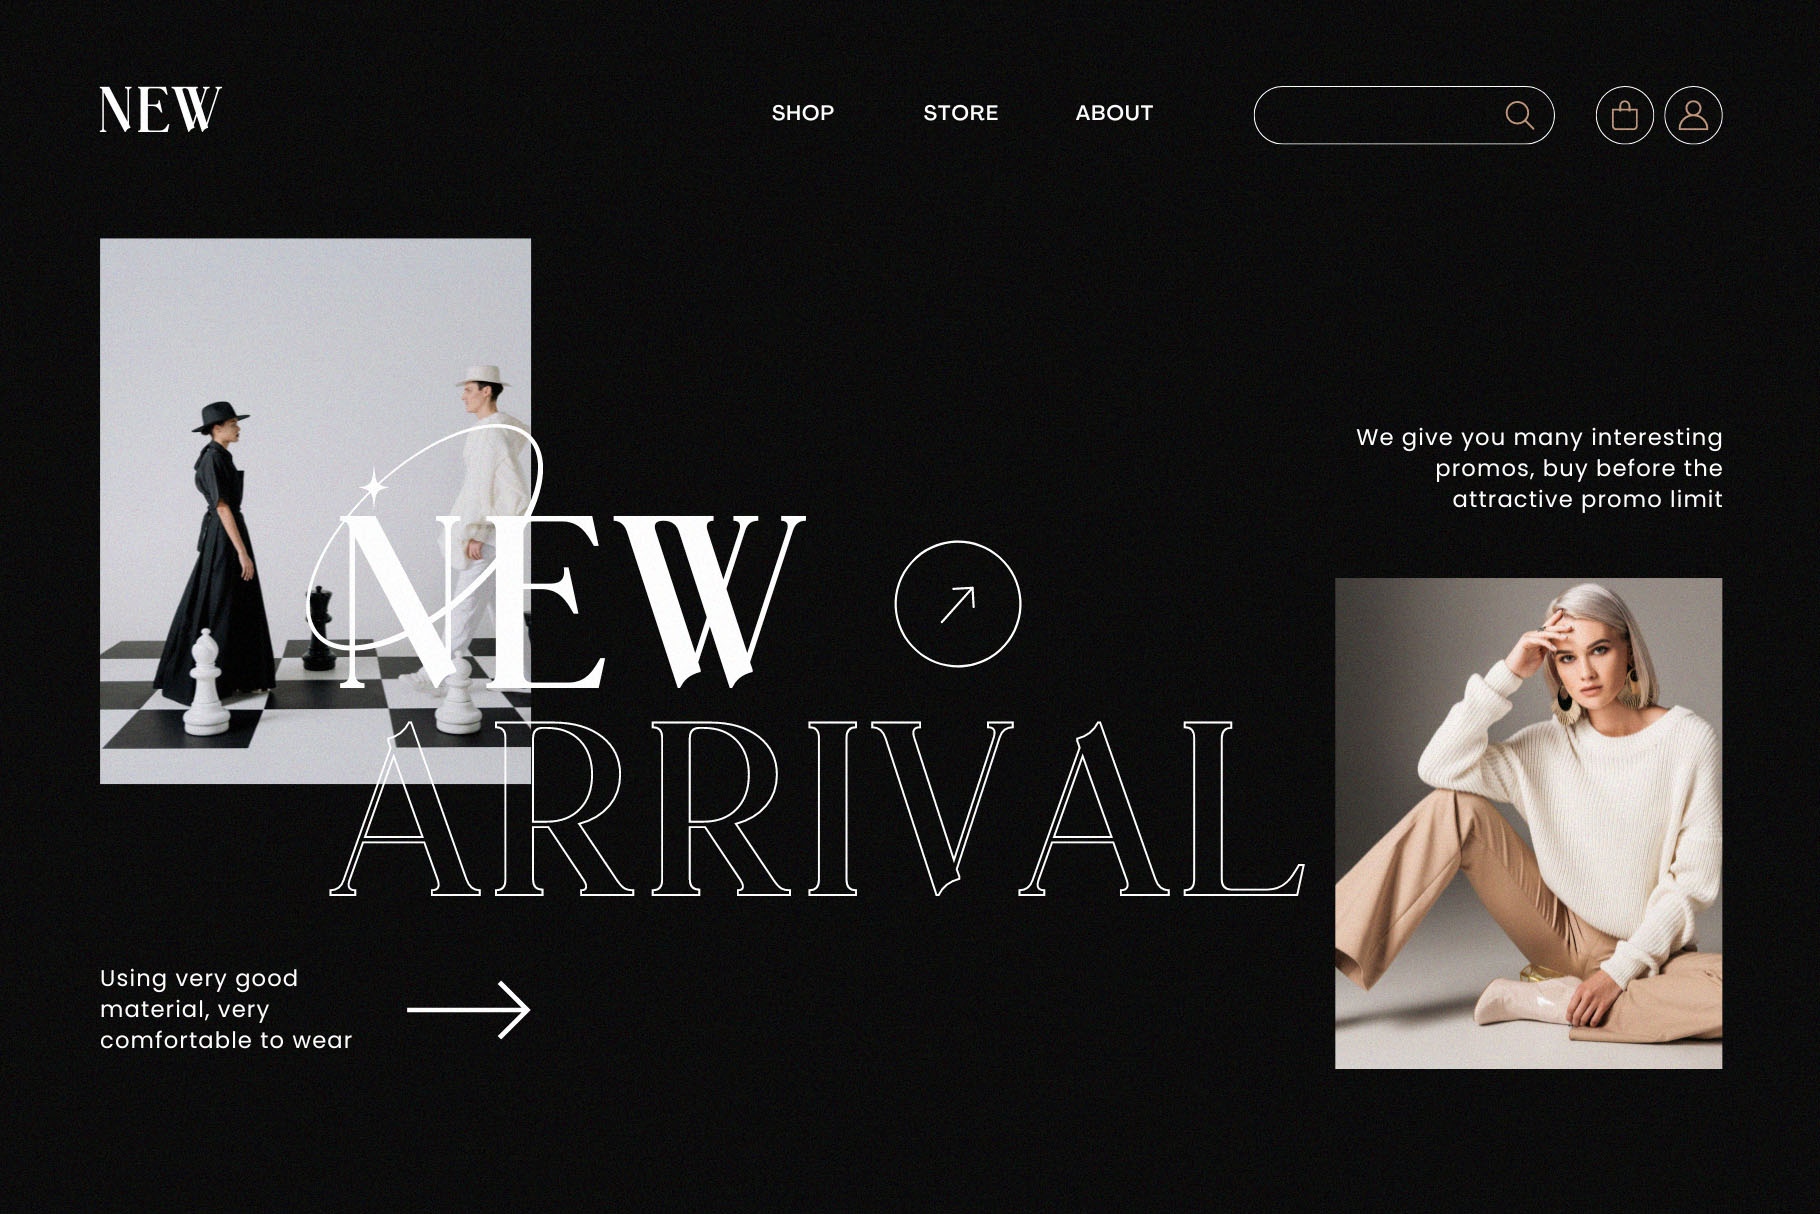 NEW
SHOP
STORE
ABOUT
We give you many interesting
promos, buy before the
attractive promo limit
NEW
ARRIVAL
Using very good
material, very
comfortable to wear